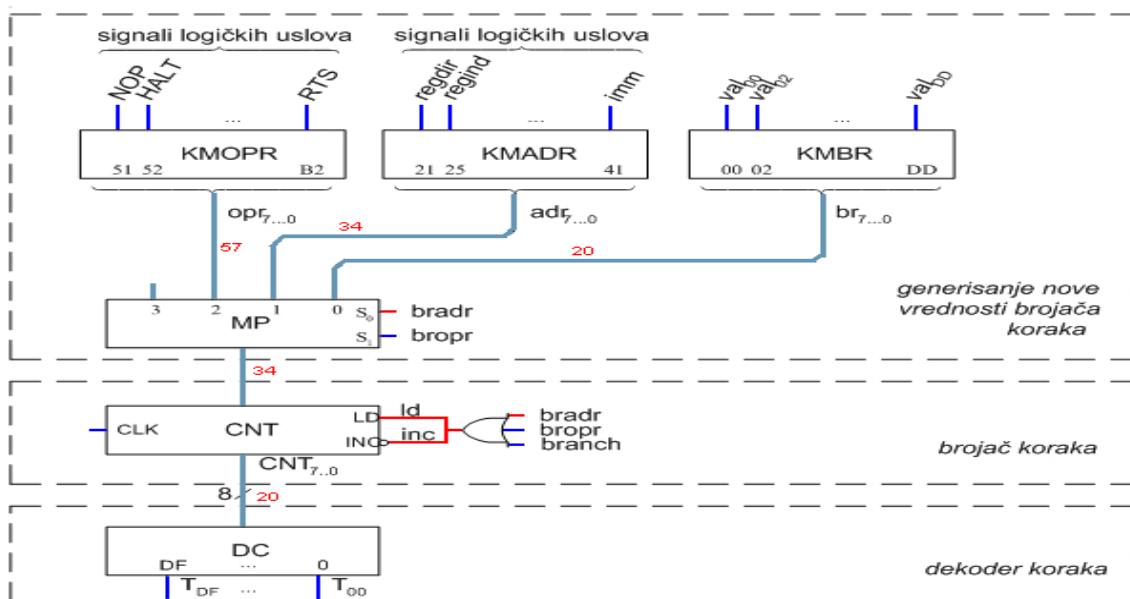 signali logičkih uslova
signali logičkih uslova
NOP
HALT
...
RTS
regdir
regind
...
imm
val00
val02
...
valDD
KMOPR
51 52 B2
KMADR
21 25 41
KMBR
00 02 DD
opr7...0
adr7...0
br7...0
34
57
20
3 2 1 0 S0
bradr
MP
S1
bropr
generisanje nove
vrednosti brojača
koraka
34
CLK
CNT
LD
ld
INC
inc
bradr
bropr
branch
brojač koraka
CNT7..0
8
20
DC
DF ... 0
TDF ... T00
dekoder koraka